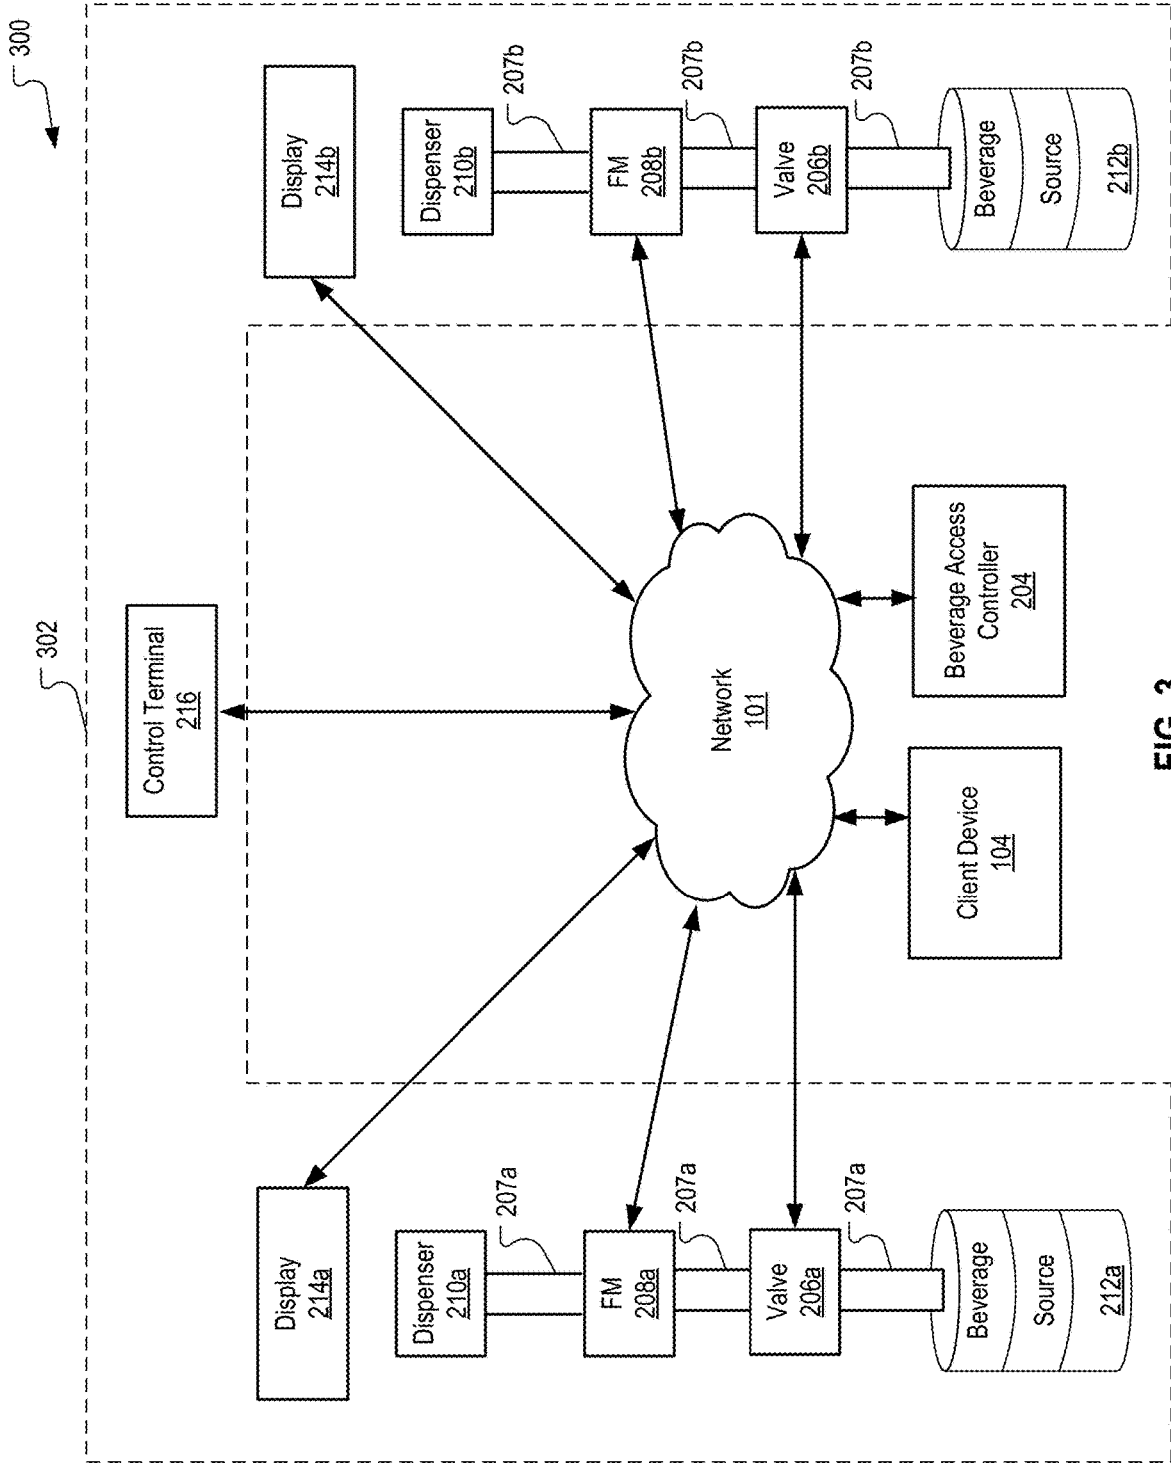 300
302
Control Terminal
216
Display
214a
Display
214b
Dispenser
210a
207a
FM
208a
207a
Valve
206a
207a
Beverage
Source
212a
Dispenser
210b
207b
FM
208b
207b
Valve
206b
207b
Beverage
Source
212b
Network
101
Client Device
104
Beverage Access
Controller
204
FIG. 3